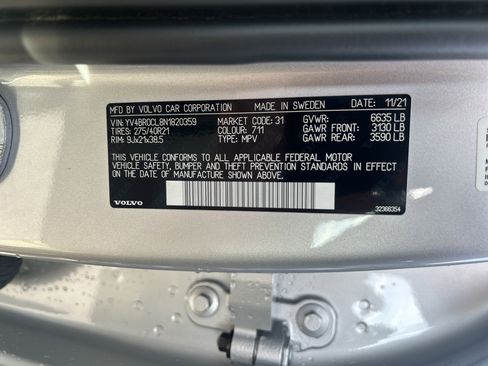 MFD BY VOLVO CAR CORPORATION MADE IN SWEDEN DATE: 11/21
VIN: YV4BR0CL8N1820359 MARKET CODE: 31 GVWR: 6635 LB
TIRES: 275/40R21 COLOUR: 711 GAWR FRONT: 3130 LB
RIM: 9Jx21x38.5 TYPE: MPV GAWR REAR: 3590 LB
THIS VEHICLE CONFORMS TO ALL APPLICABLE FEDERAL MOTOR
VEHICLE SAFETY, BUMPER AND THEFT PREVENTION STANDARDS IN EFFECT
ON THE DATE OF MANUFACTURE SHOWN ABOVE.
VOLVO 32366354